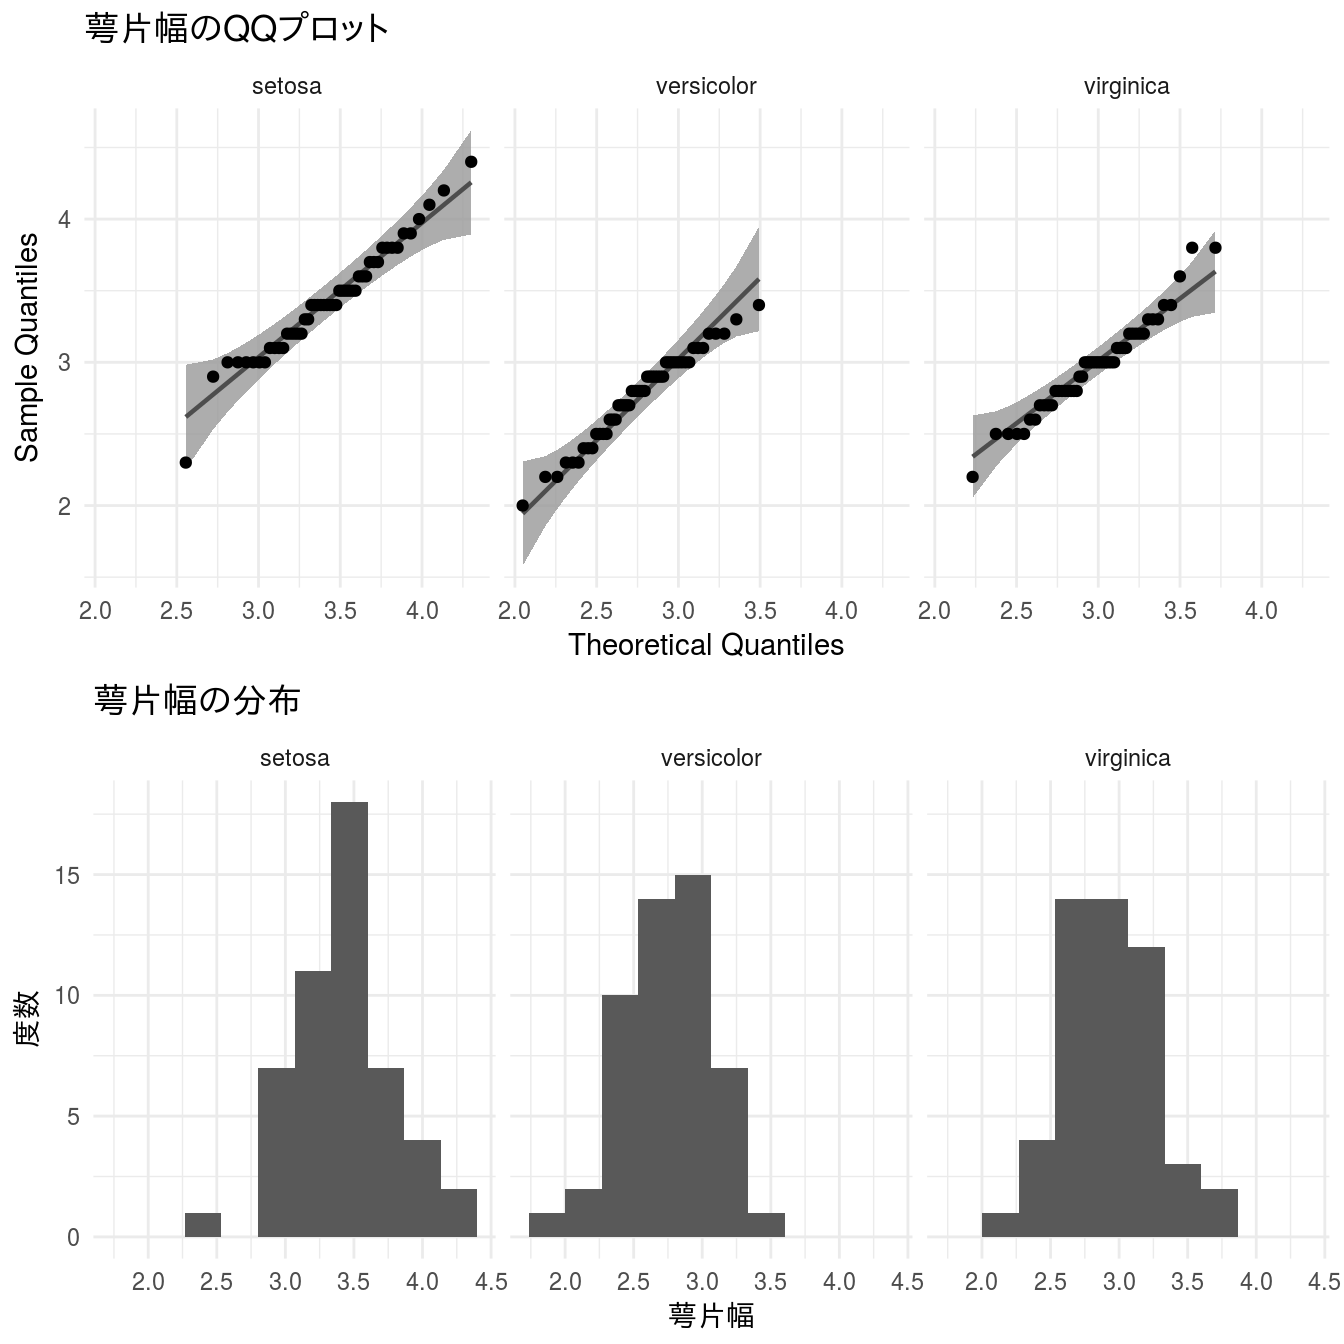 萼片幅のQQプロット
setosa versicolor virginica
Sample Quantiles
4
3
2
2.0 2.5 3.0 3.5 4.0 2.0 2.5 3.0 3.5 4.0 2.0 2.5 3.0 3.5 4.0
Theoretical Quantiles
萼片幅の分布
setosa versicolor virginica
度数
15
10
5
0
2.0 2.5 3.0 3.5 4.0 4.5 2.0 2.5 3.0 3.5 4.0 4.5 2.0 2.5 3.0 3.5 4.0 4.5
萼片幅